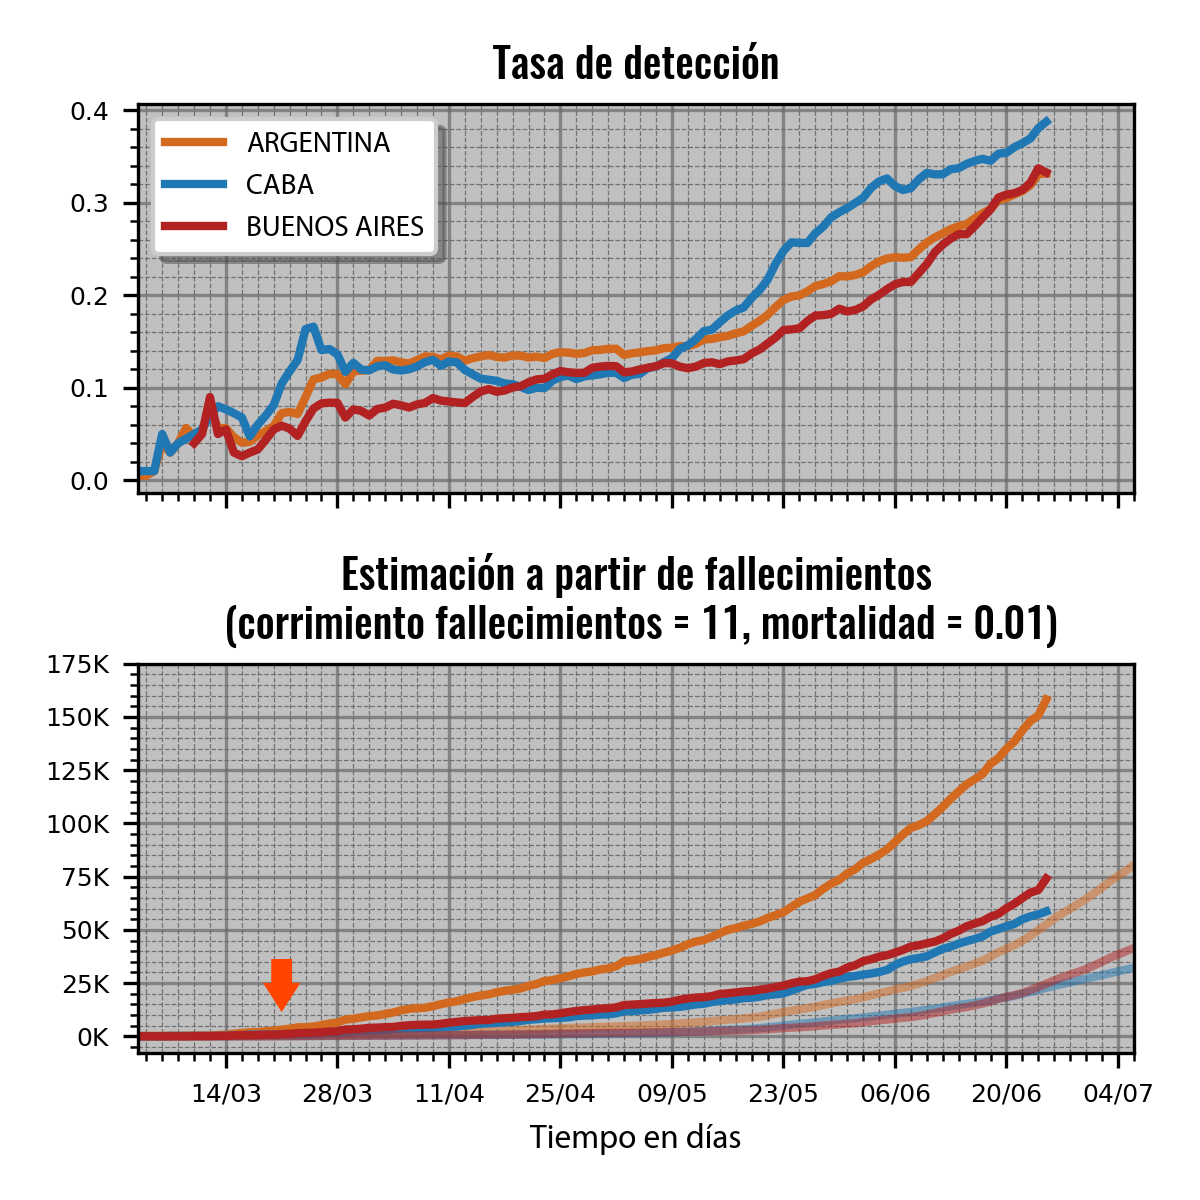 Tasa de detección
0.4
0.3
0.2
0.1
0.0
ARGENTINA
CABA
BUENOS AIRES
Estimación a partir de fallecimientos
(corrimiento fallecimientos = 11, mortalidad = 0.01)
175K
150K
125K
100K
75K
50K
25K
0K
14/03 28/03 11/04 25/04 09/05 23/05 06/06 20/06 04/07
Tiempo en días